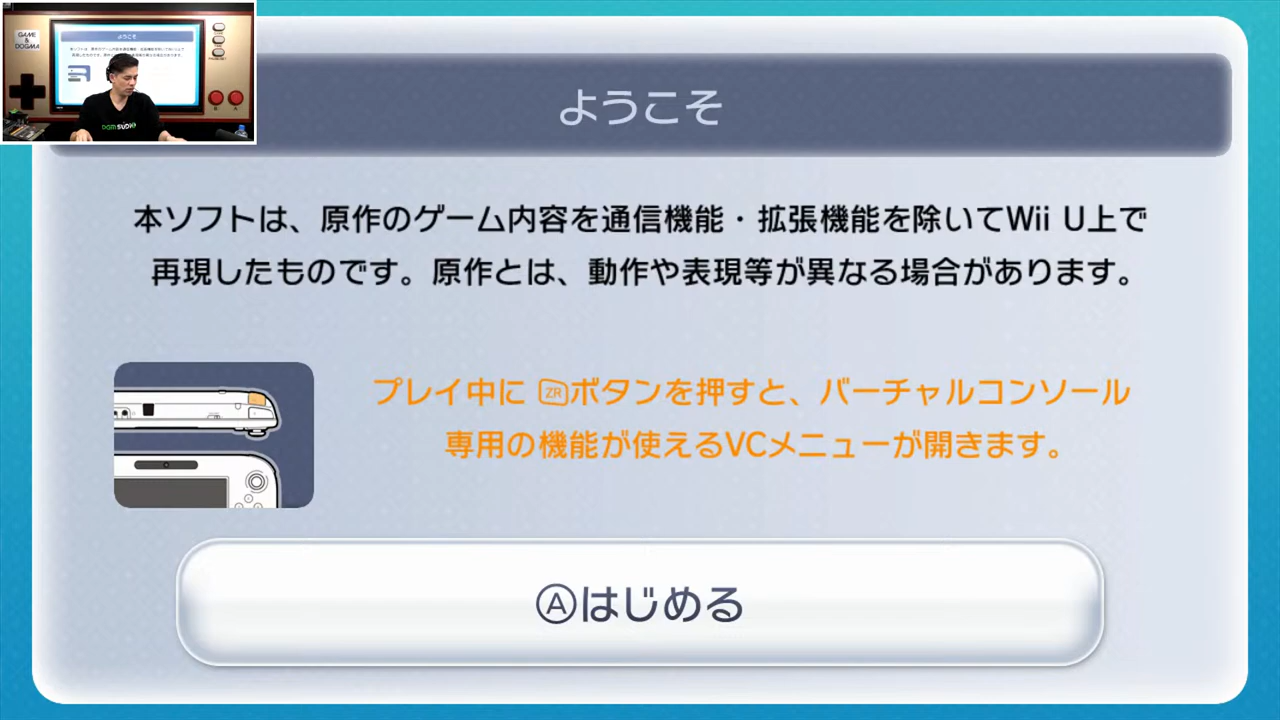 GAME
&
DOGMA
ようこそ
ようこそ
本ソフトは、原作のゲーム内容を通信機能・拡張機能を除いてWii U上で
再現したものです。原作とは、動作や表現等が異なる場合があります。
プレイ中に ZRボタンを押すと、バーチャルコンソール
専用の機能が使えるVCメニューが開きます。
Ⓐはじめる
B
A